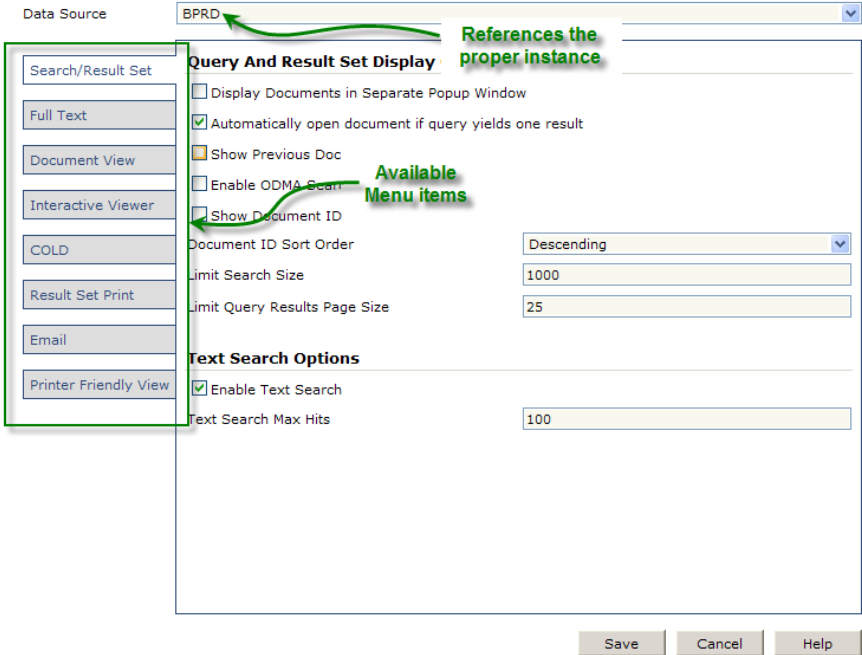 Data Source
BPRD
References the
proper instance
Search/Result Set
Full Text
Document View
Interactive Viewer
COLD
Result Set Print
Email
Printer Friendly View
Available
Menu items
Query And Result Set Display
Display Documents in Separate Popup Window
Automatically open document if query yields one result
Show Previous Doc
Enable ODMA Scan
Show Document ID
Document ID Sort Order
Descending
Limit Search Size
1000
Limit Query Results Page Size
25
Text Search Options
Enable Text Search
Text Search Max Hits
100
Save
Cancel
Help